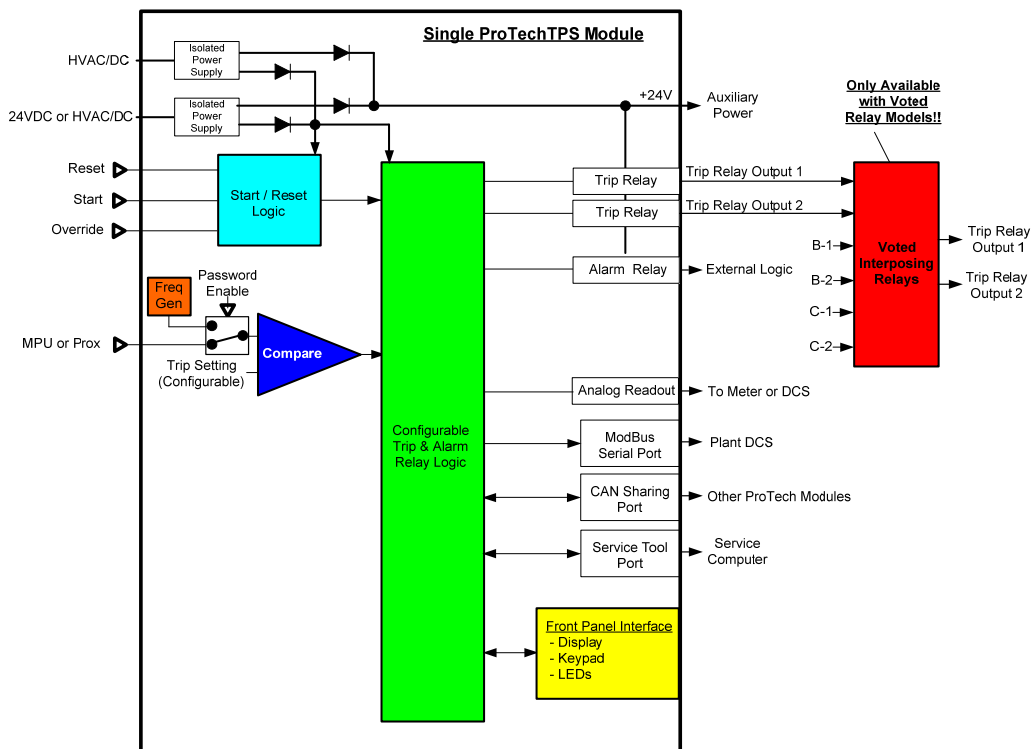 Single ProTechTPS Module
HVAC/DC
Isolated
Power
Supply
24VDC or HVAC/DC
Isolated
Power
Supply
+24V
Auxiliary
Power
Only Available
with Voted
Relay Models!!
Reset
Start
Override
Start / Reset
Logic
Trip Relay
Trip Relay Output 1
Trip Relay
Trip Relay Output 2
Alarm Relay
External Logic
B-1
B-2
C-1
C-2
Voted
Interposing
Relays
Trip Relay
Output 1
Trip Relay
Output 2
Freq
Gen
Password
Enable
MPU or Prox
Trip Setting
(Configurable)
Compare
Configurable
Trip & Alarm
Relay Logic
Analog Readout
To Meter or DCS
ModBus
Serial Port
Plant DCS
CAN Sharing
Port
Other ProTech Modules
Service Tool
Port
Service
Computer
Front Panel Interface
- Display
- Keypad
- LEDs